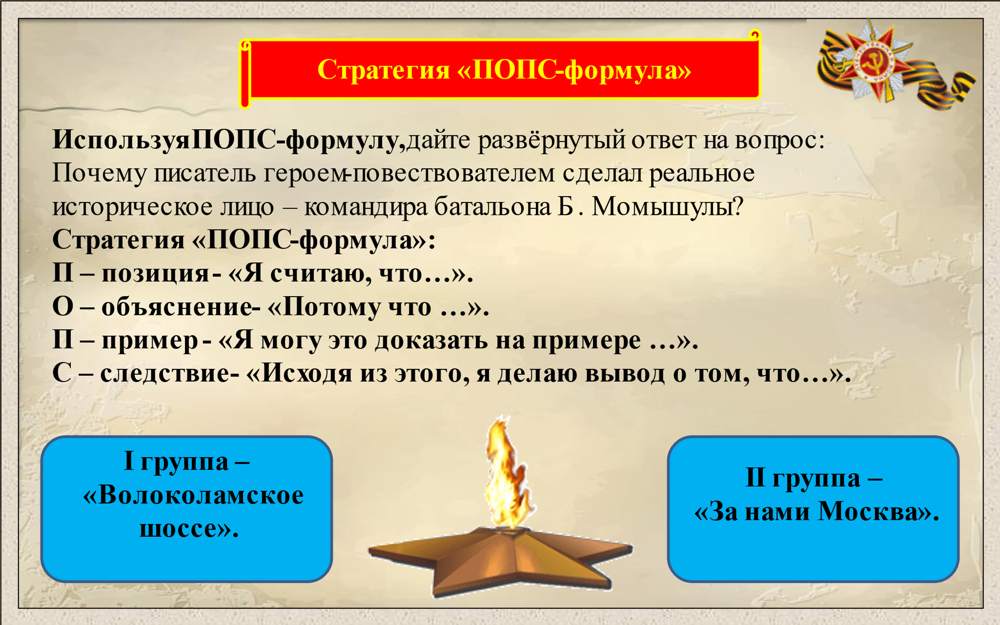 Стратегия «ПОПС-формула»
ИспользуяПОПС-формулу,дайте развёрнутый ответ на вопрос:
Почему писатель героем-повествователем сделал реальное
историческое лицо – командира батальона Б . Момышулы?
Стратегия «ПОПС-формула»:
П – позиция- «Я считаю, что…».
О – объяснение- «Потому что …».
П – пример- «Я могу это доказать на примере …».
С – следствие- «Исходя из этого, я делаю вывод о том, что…».
I группа –
«Волоколамское
шоссе».
II группа –
«За нами Москва».